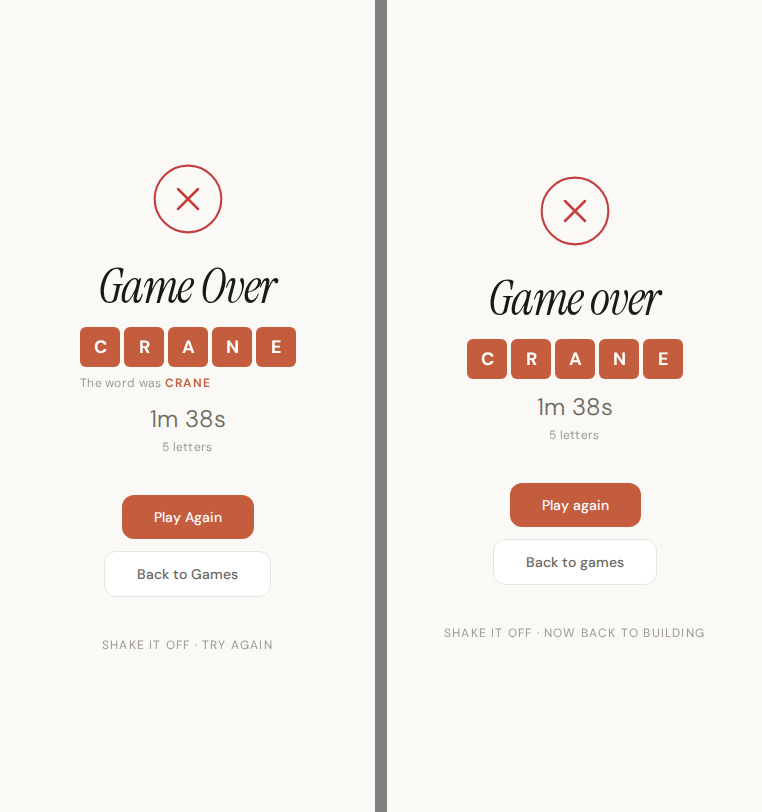 Game Over
C R A N E
The word was CRANE
1m 38s
5 letters
Play Again
Back to Games
SHAKE IT OFF · TRY AGAIN
Game over
C R A N E
1m 38s
5 letters
Play again
Back to games
SHAKE IT OFF · NOW BACK TO BUILDING